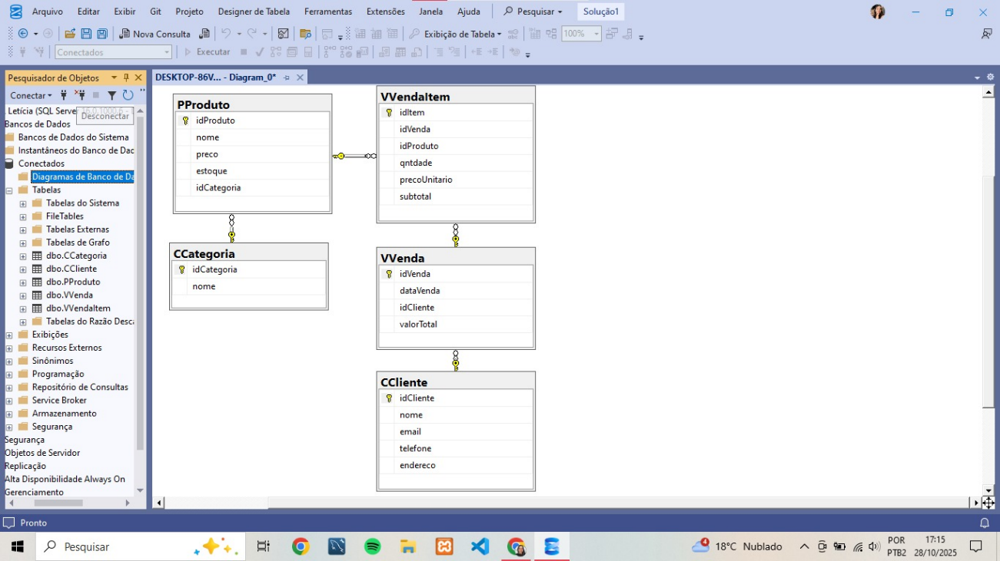 Arquivo Editar Exibir Git Projeto Designer de Tabela Ferramentas Extensões Janela Ajuda Pesquisar Solução1
Nova Consulta Exibição de Tabela 100%
Conectados Executar
Pesquisador de Objetos
DESKTOP-86V... - Diagram_0*
Conectar
Letícia (SQL Serve
Desconectar
Bancos de Dados
Bancos de Dados do Sistema
Instantâneos do Banco de Dad
Conectados
Diagramas de Banco de Da
Tabelas
Tabelas do Sistema
FileTables
Tabelas Externas
Tabelas de Grafo
dbo.CCategoria
dbo.CCliente
dbo.PProduto
dbo.VVenda
dbo.VVendaItem
Tabelas do Razão Desca
Exibições
Recursos Externos
Sinônimos
Programação
Repositório de Consultas
Service Broker
Armazenamento
Segurança
Segurança
Objetos de Servidor
Replicação
Alta Disponibilidade Always On
Gerenciamento
PProduto
idProduto
nome
preco
estoque
idCategoria
CCategoria
idCategoria
nome
VVendaItem
idItem
idVenda
idProduto
qntdade
precoUnitario
subtotal
VVenda
idVenda
dataVenda
idCliente
valorTotal
CCliente
idCliente
nome
email
telefone
endereco
Pronto
Pesquisar
4
18°C Nublado
POR
PTB2
17:15
28/10/2025